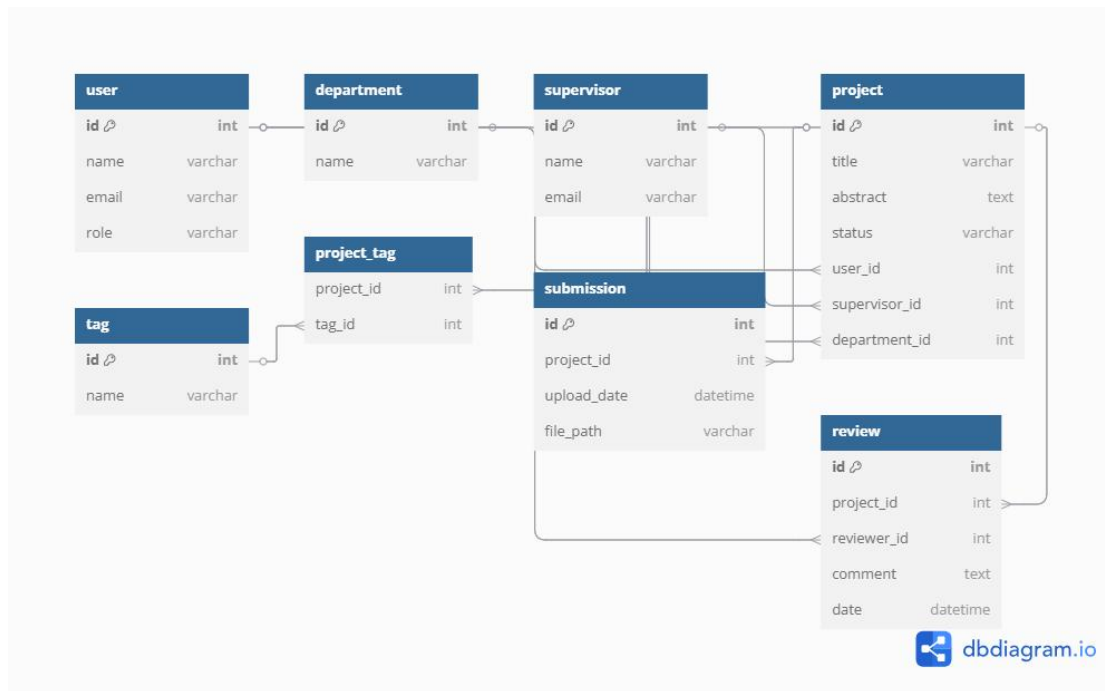 user
id int
name varchar
email varchar
role varchar
department
id int
name varchar
supervisor
id int
name varchar
email varchar
project
id int
title varchar
abstract text
status varchar
user_id int
supervisor_id int
department_id int
project_tag
project_id int
tag_id int
tag
id int
name varchar
submission
id int
project_id int
upload_date datetime
file_path varchar
review
id int
project_id int
reviewer_id int
comment text
date datetime
dbdiagram.io